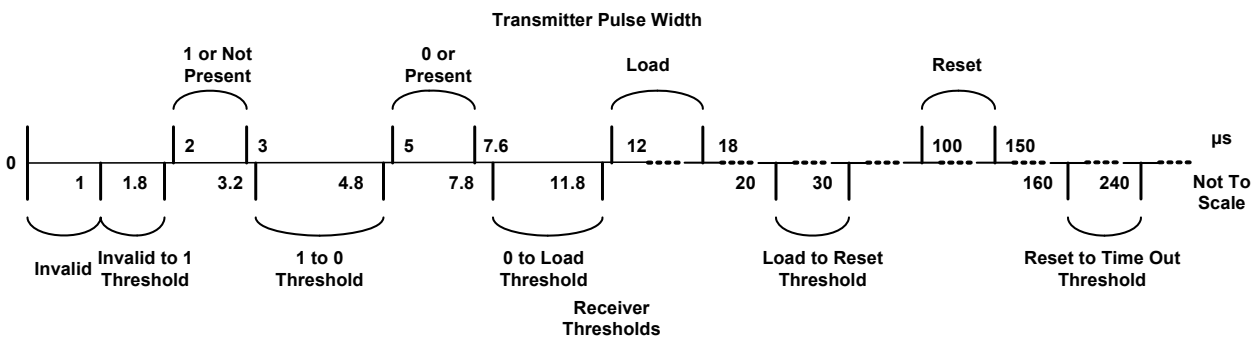 Transmitter Pulse Width
1 or Not
Present
0 or
Present
Load
Reset
2
3
5
7.6
12
18
100
150
µs
0
1
1.8
3.2
4.8
7.8
11.8
20
30
160
240
Not To
Scale
Invalid
Invalid to 1
Threshold
1 to 0
Threshold
0 to Load
Threshold
Load to Reset
Threshold
Reset to Time Out
Threshold
Receiver
Thresholds